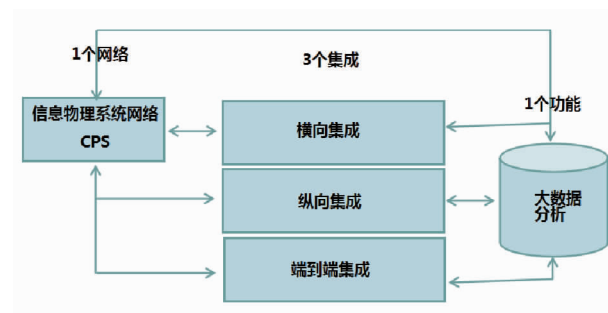 1个网络
3个集成
1个功能
信息物理系统网络
CPS
横向集成
纵向集成
端到端集成
大数据
分析